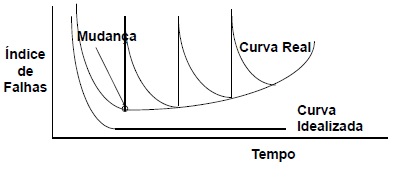 Mudança
Índice
de
Falhas
Curva Real
Curva
Idealizada
Tempo